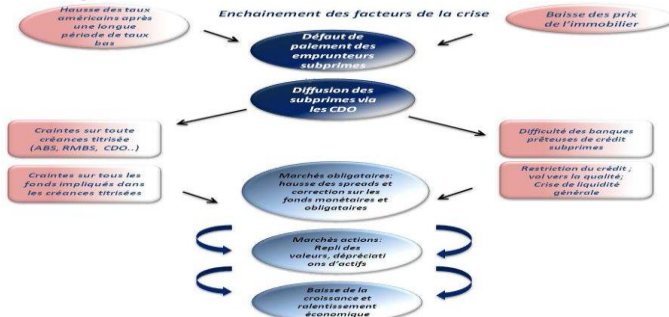 Hausse des taux
américains après
une longue
période de taux
bas
Enchainement des facteurs de la crise
Baisse des prix
de l'immobilier
Défaut de
paiement des
emprunteurs
subprimes
Diffusion des
subprimes via
les CDO
Craintes sur toute
créances titrisée
(ABS, RMBS, CDO..)
Difficulté des banques
prêteuses de crédit
subprimes
Craintes sur tous les
fonds impliqués dans
les créances titrisées
Marchés obligataires:
hausse des spreads et
correction sur les
fonds monétaires et
obligataires
Restriction du crédit ;
vol vers la qualité;
Crise de liquidité
générale
Marchés actions:
Repli des
valeurs, dépréciati
ons d'actifs
Baisse de la
croissance et
ralentissement
économique